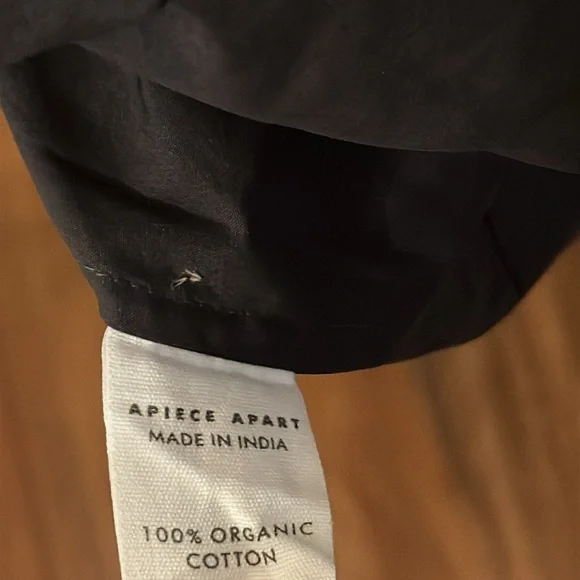 APIECE APART
MADE IN INDIA
100% ORGANIC
COTTON